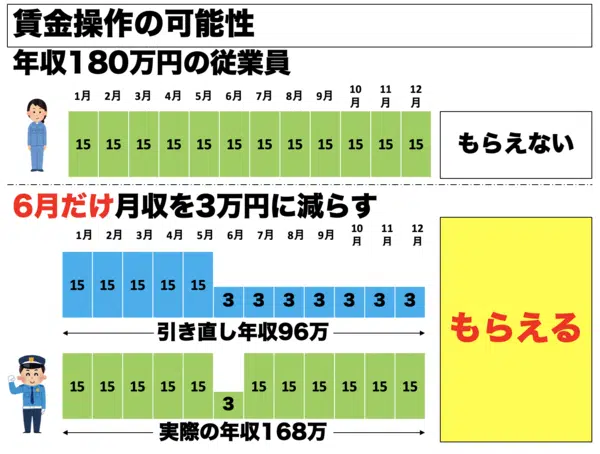 賃金操作の可能性
年収180万円の従業員
1月 2月 3月 4月 5月 6月 7月 8月 9月 10月 11月 12月
15 15 15 15 15 15 15 15 15 15 15 15
もらえない
6月だけ月収を3万円に減らす
1月 2月 3月 4月 5月 6月 7月 8月 9月 10月 11月 12月
15 15 15 15 15 3 3 3 3 3 3 3
引き直し年収96万
もらえる
15 15 15 15 15 3 15 15 15 15 15 15
実際の年収168万